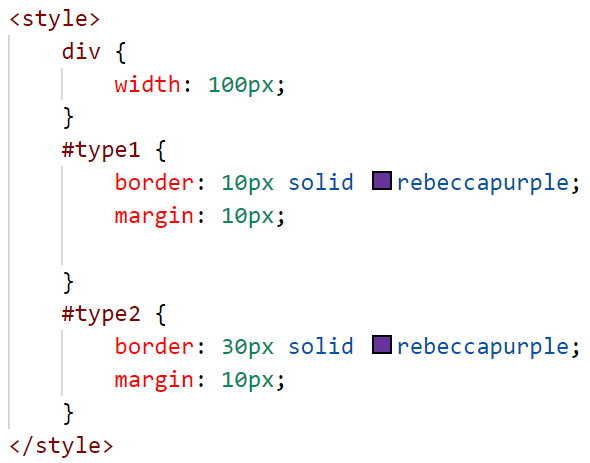 <style>
    div {
        width: 100px;
    }
    #type1 {
        border: 10px solid rebeccapurple;
        margin: 10px;

    }
    #type2 {
        border: 30px solid rebeccapurple;
        margin: 10px;
    }
</style>